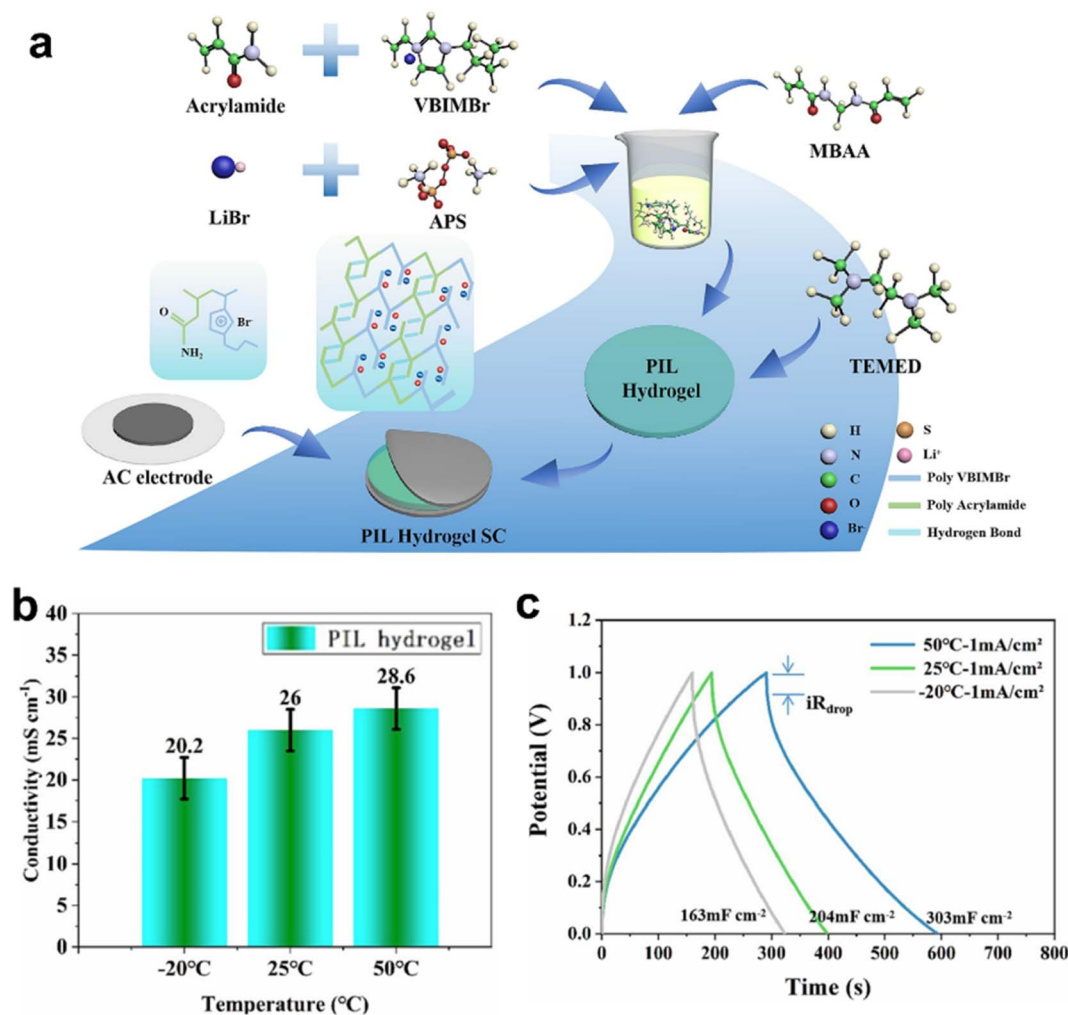 a
Acrylamide
VBIMBr
MBAA
LiBr
APS
TEMED
O
NH₂
Br⁻
PIL
Hydrogel
AC electrode
PIL Hydrogel SC
H
S
N
Li⁺
C
Poly VBIMBr
O
Poly Acrylamide
Br
Hydrogen Bond
b
PIL hydrogel
Conductivity (mS cm⁻¹)
40
35
30
25
20
15
10
5
0
20.2
26
28.6
-20℃
25℃
50℃
Temperature (℃)
c
50℃-1mA/cm²
25℃-1mA/cm²
-20℃-1mA/cm²
iRdrop
Potential (V)
1.2
1.0
0.8
0.6
0.4
0.2
0.0
163mF cm⁻²
204mF cm⁻²
303mF cm⁻²
0
100
200
300
400
500
600
700
800
Time (s)